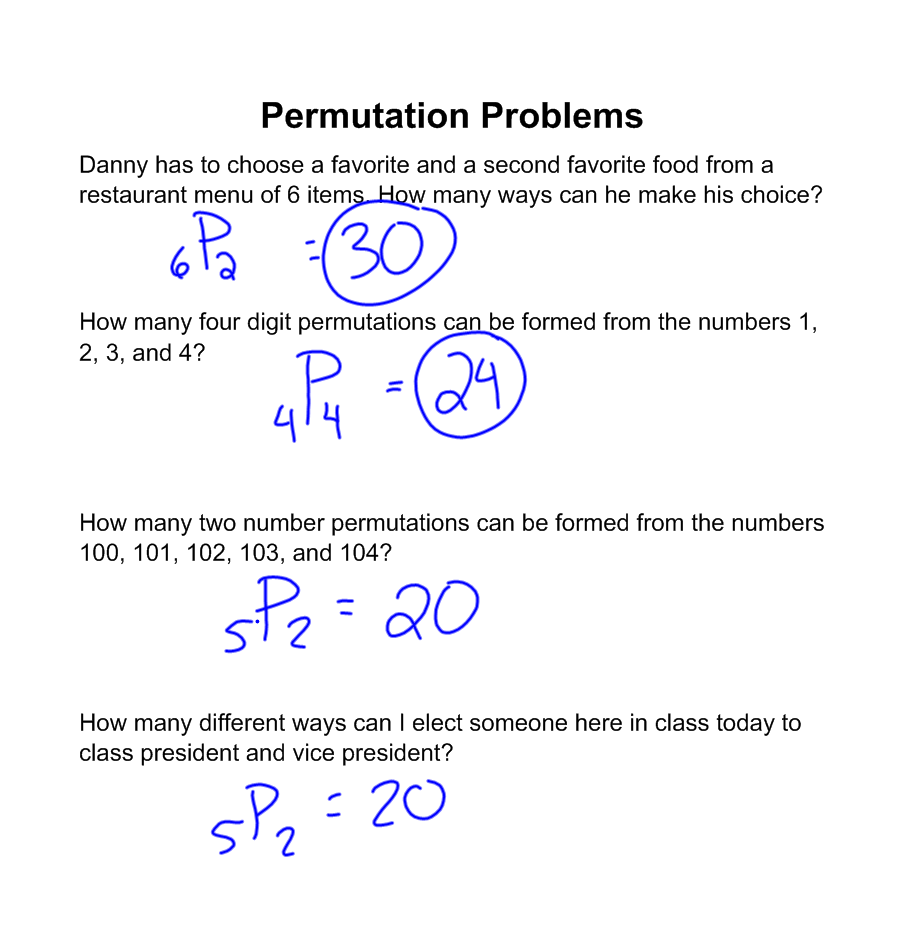 Permutation Problems
Danny has to choose a favorite and a second favorite food from a
restaurant menu of 6 items. How many ways can he make his choice?
6P2 = 30
How many four digit permutations can be formed from the numbers 1,
2, 3, and 4?
4P4 = 24
How many two number permutations can be formed from the numbers
100, 101, 102, 103, and 104?
5P2 = 20
How many different ways can I elect someone here in class today to
class president and vice president?
5P2 = 20